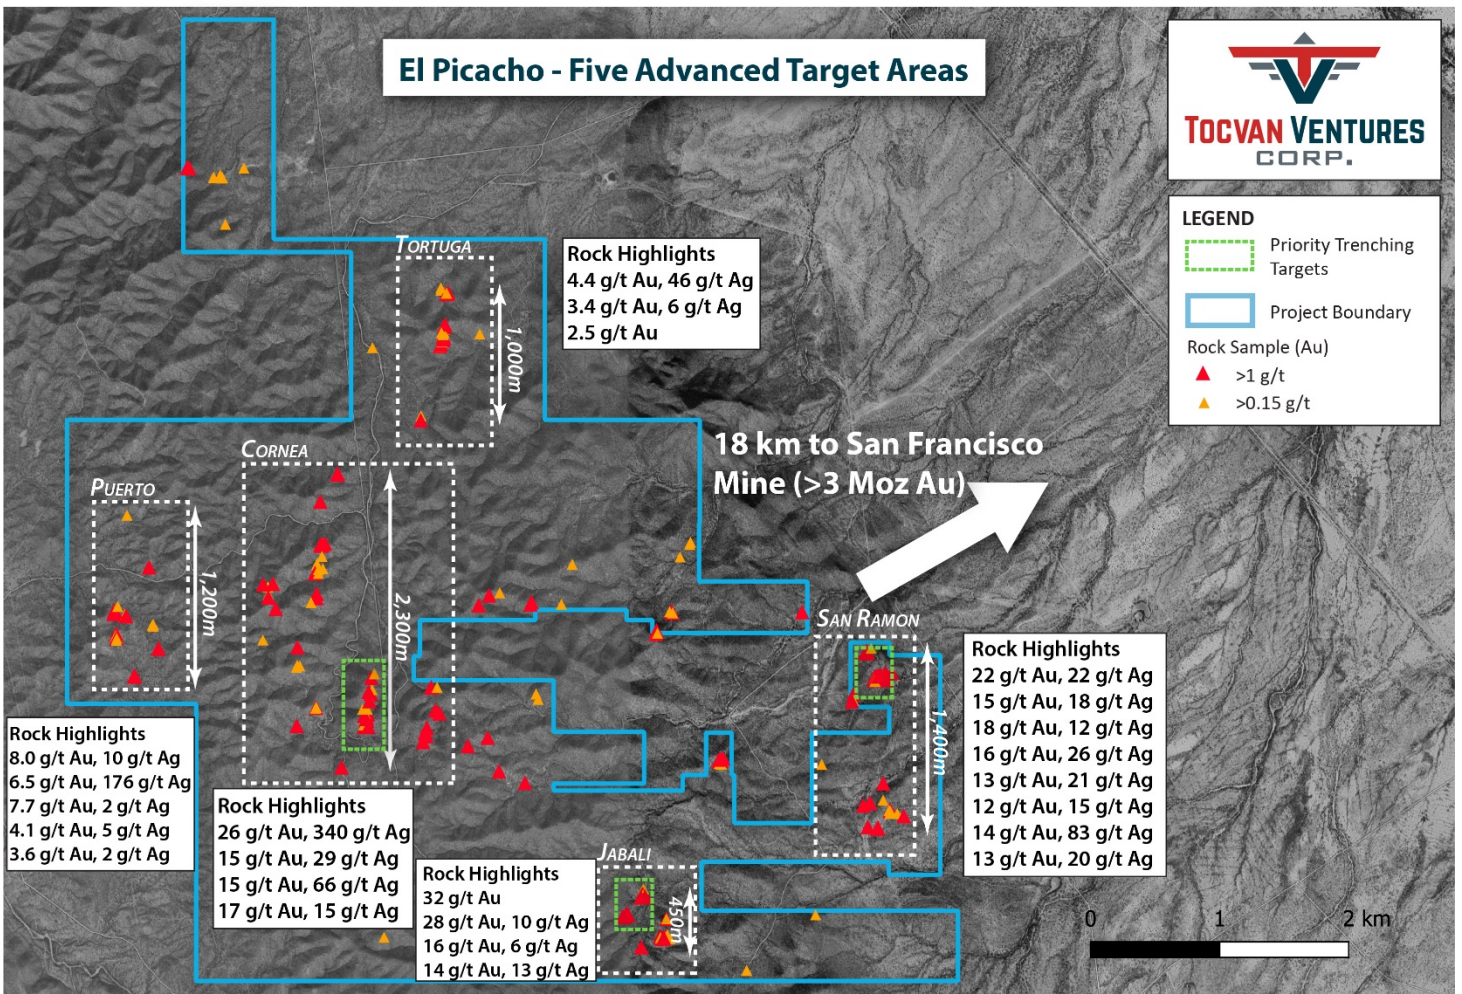 El Picacho - Five Advanced Target Areas
TOCVAN VENTURES
CORP.
LEGEND
Priority Trenching
Targets
Project Boundary
Rock Sample (Au)
>1 g/t
>0.15 g/t
TORTUGA
1,000m
Rock Highlights
4.4 g/t Au, 46 g/t Ag
3.4 g/t Au, 6 g/t Ag
2.5 g/t Au
18 km to San Francisco
Mine (>3 Moz Au)
CORNEA
2,300m
PUERTO
1,200m
SAN RAMON
1,400m
Rock Highlights
22 g/t Au, 22 g/t Ag
15 g/t Au, 18 g/t Ag
18 g/t Au, 12 g/t Ag
16 g/t Au, 26 g/t Ag
13 g/t Au, 21 g/t Ag
12 g/t Au, 15 g/t Ag
14 g/t Au, 83 g/t Ag
13 g/t Au, 20 g/t Ag
Rock Highlights
8.0 g/t Au, 10 g/t Ag
6.5 g/t Au, 176 g/t Ag
7.7 g/t Au, 2 g/t Ag
4.1 g/t Au, 5 g/t Ag
3.6 g/t Au, 2 g/t Ag
Rock Highlights
26 g/t Au, 340 g/t Ag
15 g/t Au, 29 g/t Ag
15 g/t Au, 66 g/t Ag
17 g/t Au, 15 g/t Ag
JABALI
450m
Rock Highlights
32 g/t Au
28 g/t Au, 10 g/t Ag
16 g/t Au, 6 g/t Ag
14 g/t Au, 13 g/t Ag
0 1 2 km